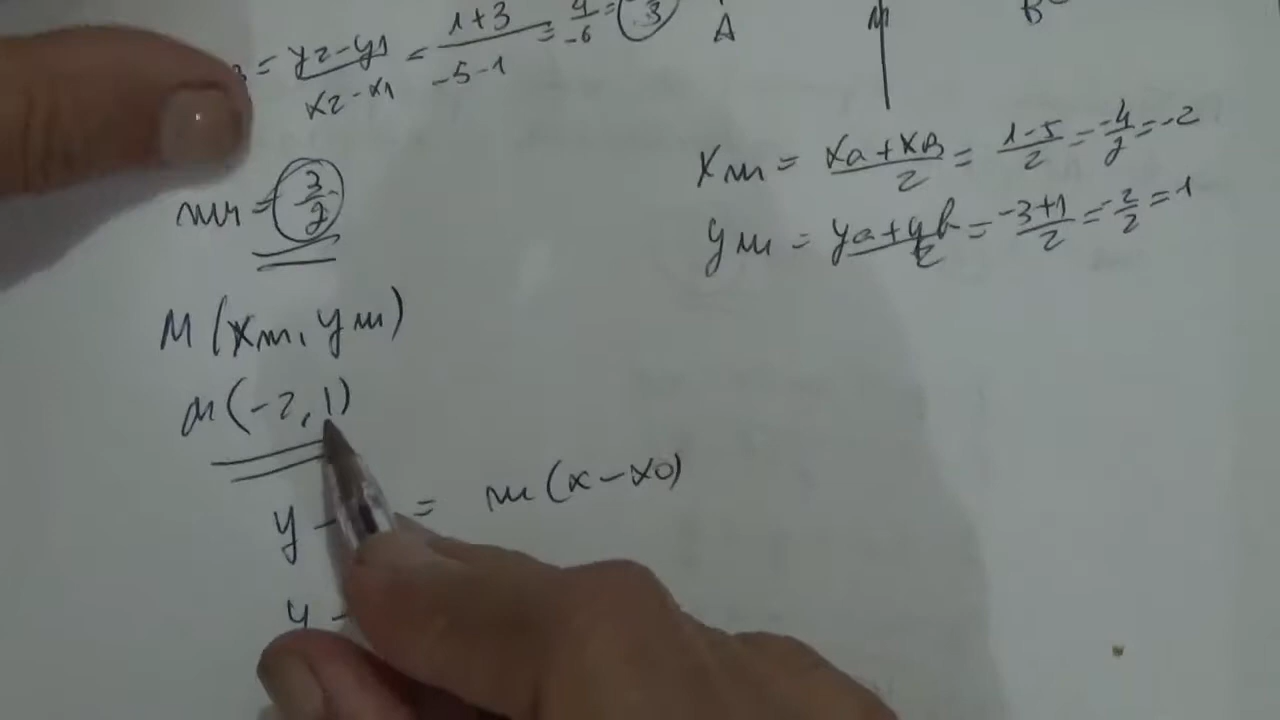 = y2-y1/x2-x1 = 1+3/-5-1 = 4/-6 =
A M B
mr = 3/2
xm = xa+xB/2 = 1-5/2 = -4/2 = -2
ym = ya+yb/2 = -3+1/2 = -2/2 = 1
M(xm, ym)
M(-2,1)
y - = m(x-x0)
y -